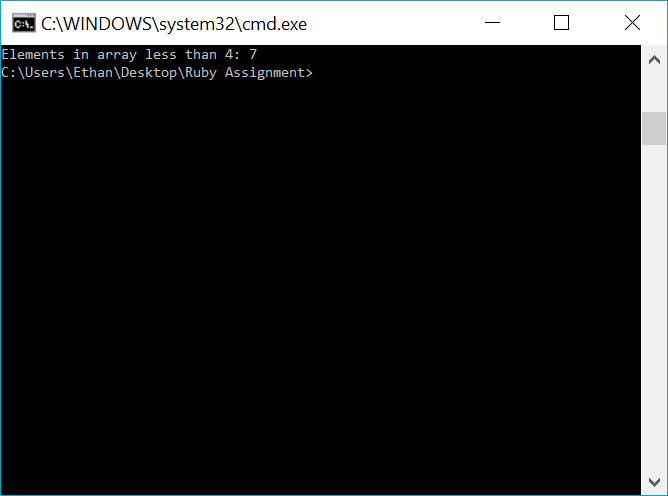 C:\WINDOWS\system32\cmd.exe
Elements in array less than 4: 7
C:\Users\Ethan\Desktop\Ruby Assignment>